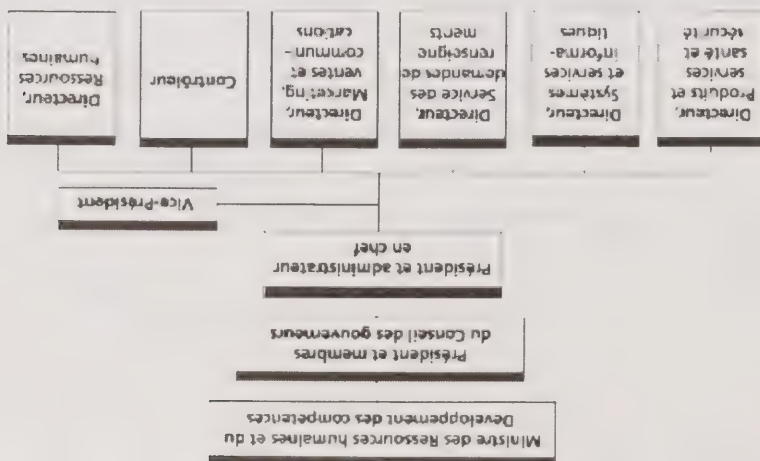 Ministre des Ressources humaines et du
Développement des compétences
Président et membres
du Conseil des gouverneurs
Président et administrateur
en chef
Vice-Président
Directeur,
Produits et
services
santé et
sécurité
Directeur,
Systèmes
et services
informa-
tiques
Directeur,
Service des
demandes de
renseigne
ments
Directeur,
Marketing,
ventes et
commun-
cations
Contrôleur
Directeur,
Ressources
humaines